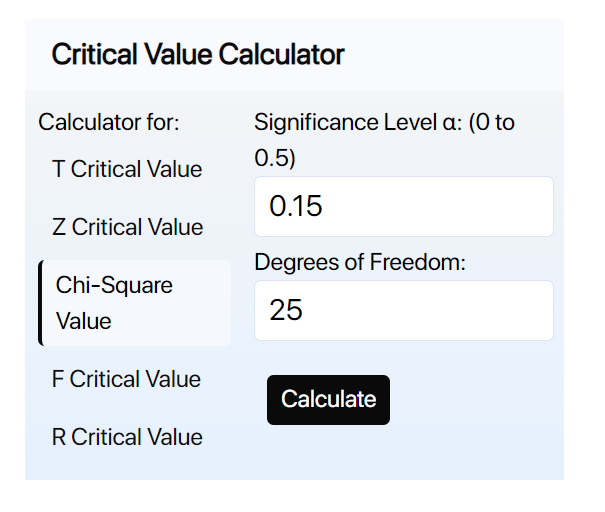 Critical Value Calculator
Calculator for:
T Critical Value
Z Critical Value
Chi-Square
Value
F Critical Value
R Critical Value
Significance Level α: (0 to
0.5)
0.15
Degrees of Freedom:
25
Calculate